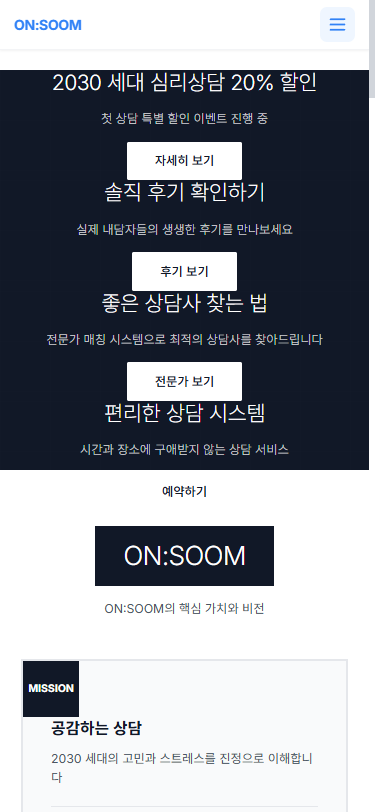 ON:SOOM
2030 세대 심리상담 20% 할인
첫 상담 특별 할인 이벤트 진행 중
자세히 보기
솔직 후기 확인하기
실제 내담자들의 생생한 후기를 만나보세요
후기 보기
좋은 상담사 찾는 법
전문가 매칭 시스템으로 최적의 상담사를 찾아드립니다
전문가 보기
편리한 상담 시스템
시간과 장소에 구애받지 않는 상담 서비스
예약하기
ON:SOOM
ON:SOOM의 핵심 가치와 비전
MISSION
공감하는 상담
2030 세대의 고민과 스트레스를 진정으로 이해합니
다